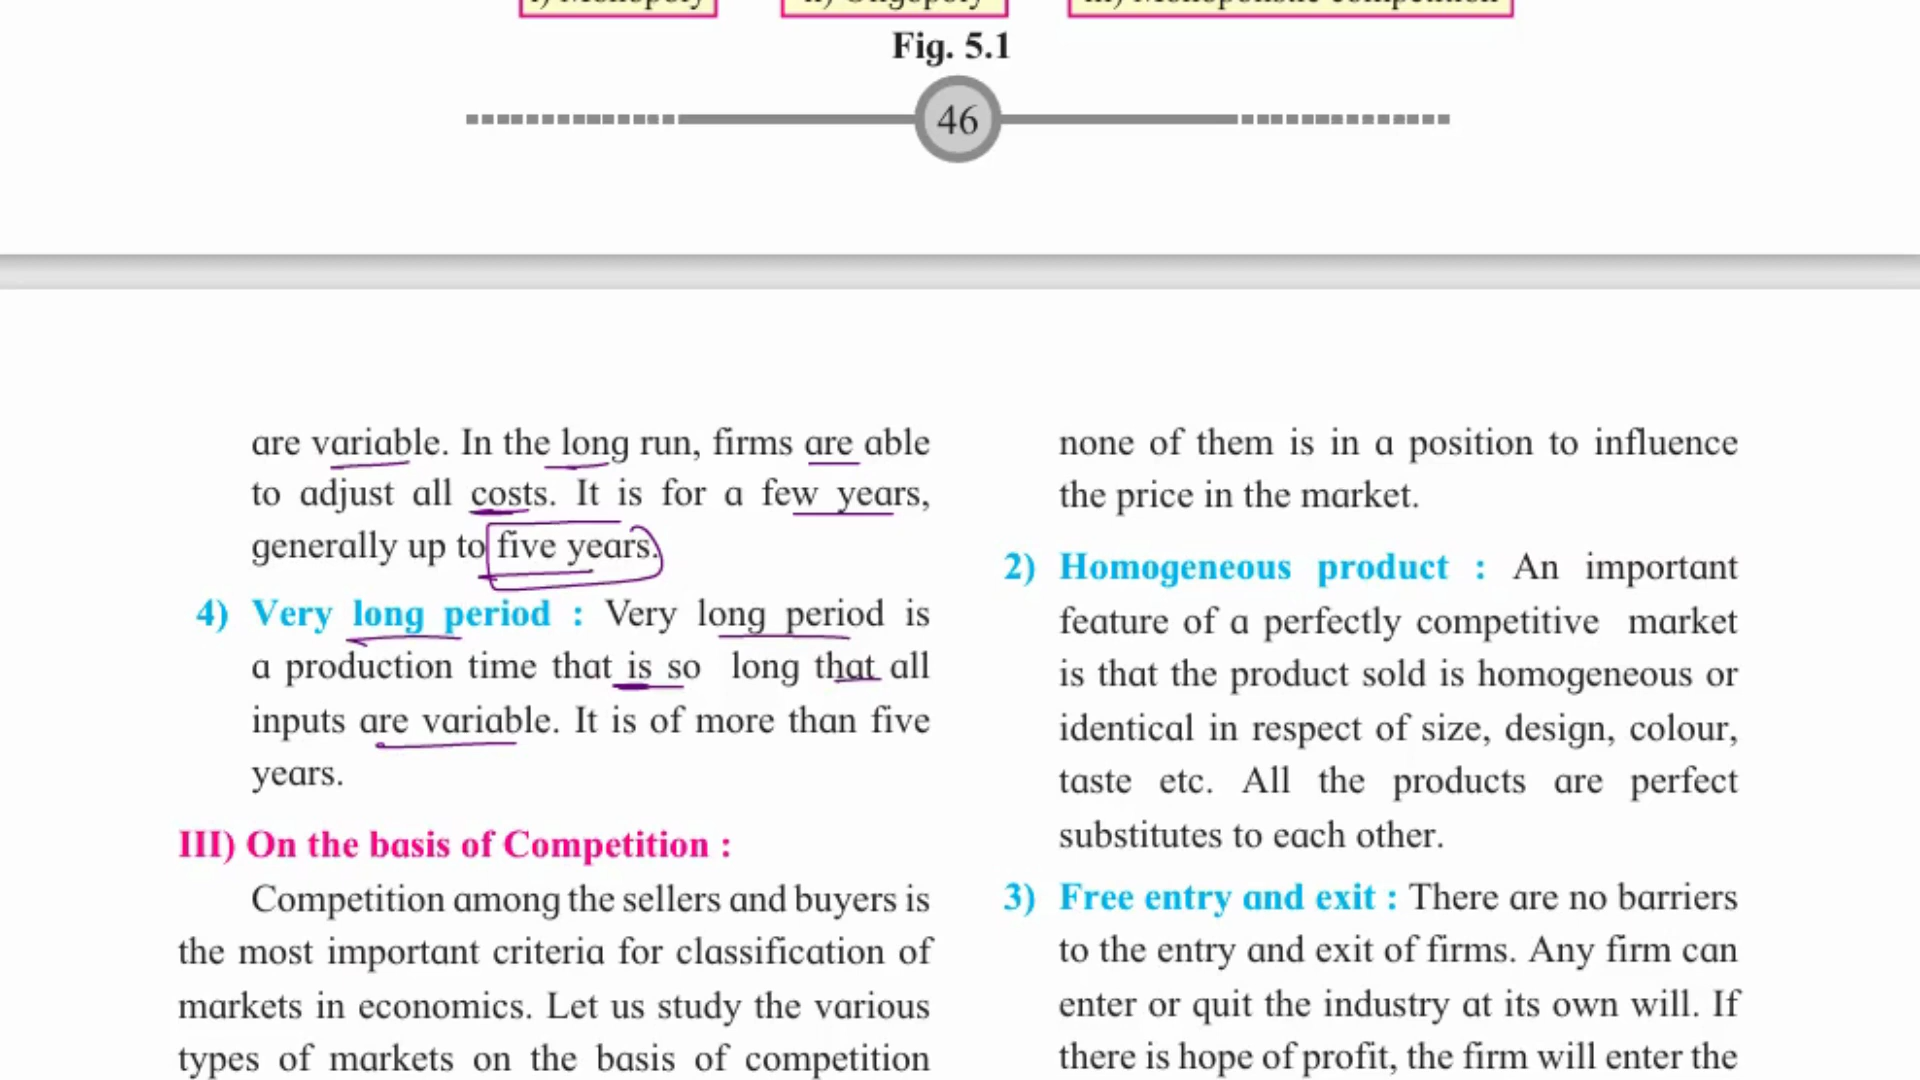 i) Monopoly
ii) Oligopoly
iii) Monopolistic competition
Fig. 5.1
46
are variable. In the long run, firms are able
to adjust all costs. It is for a few years,
generally up to five years.
4) Very long period : Very long period is
a production time that is so long that all
inputs are variable. It is of more than five
years.
III) On the basis of Competition :
Competition among the sellers and buyers is
the most important criteria for classification of
markets in economics. Let us study the various
types of markets on the basis of competition
none of them is in a position to influence
the price in the market.
2) Homogeneous product : An important
feature of a perfectly competitive market
is that the product sold is homogeneous or
identical in respect of size, design, colour,
taste etc. All the products are perfect
substitutes to each other.
3) Free entry and exit : There are no barriers
to the entry and exit of firms. Any firm can
enter or quit the industry at its own will. If
there is hope of profit, the firm will enter the